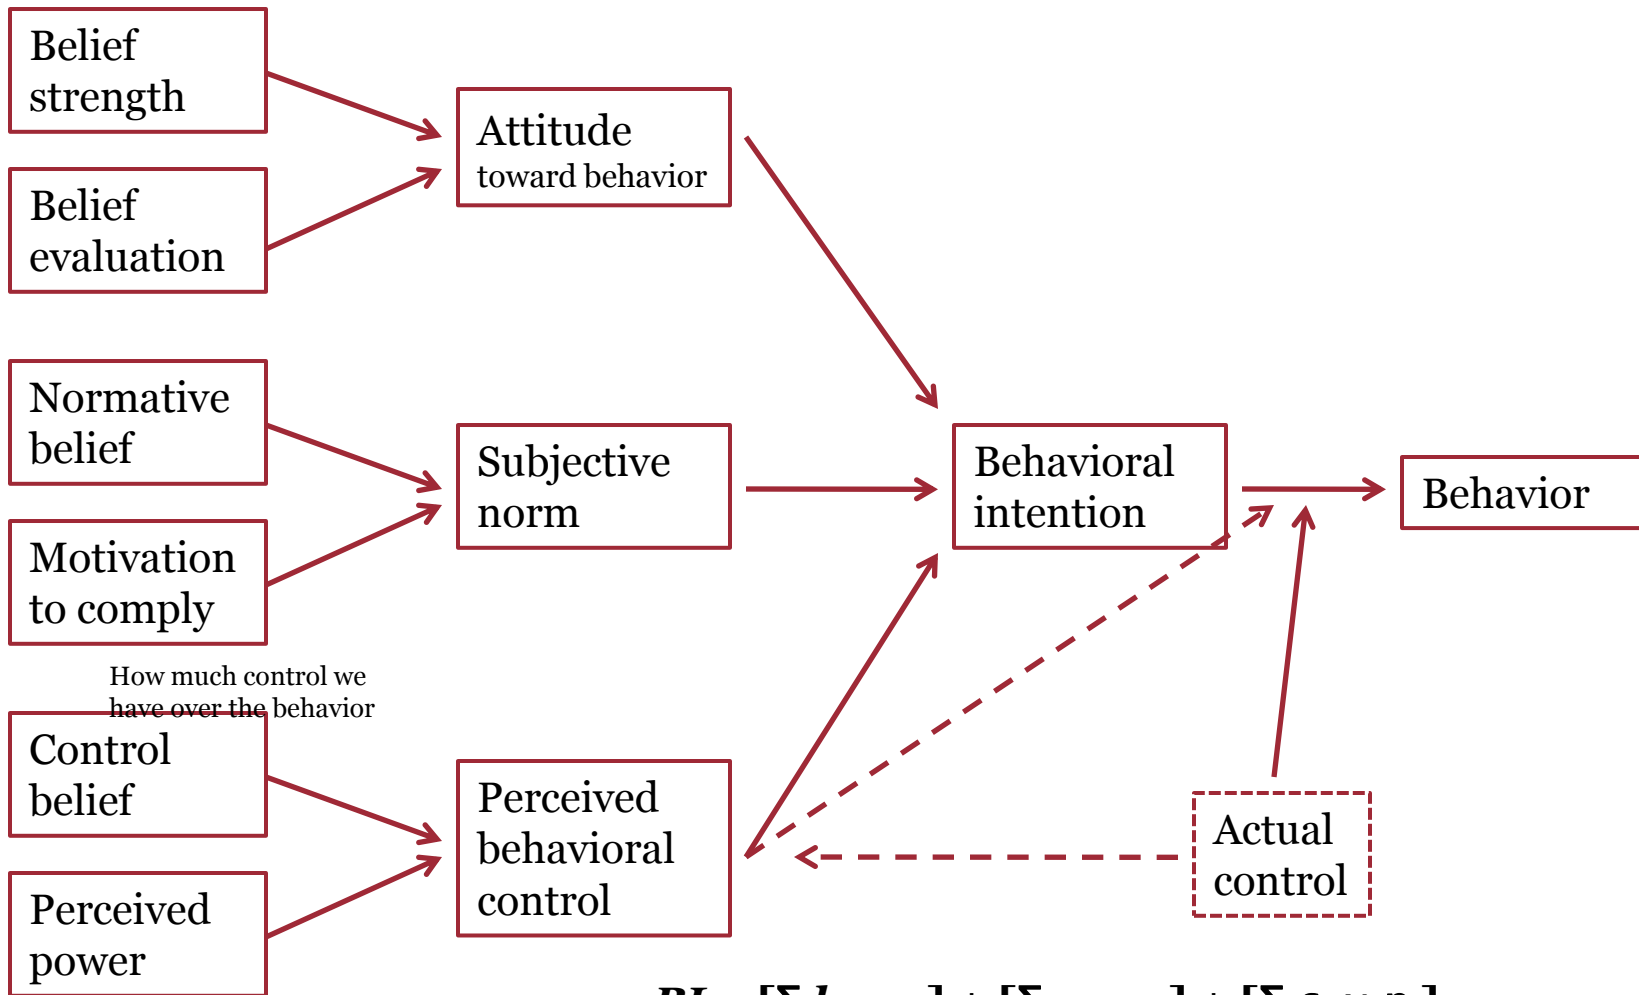 Belief
strength
Belief
evaluation
Attitude
toward behavior
Normative
belief
Motivation
to comply
Subjective
norm
Behavioral
intention
Behavior
How much control we
have over the behavior
Control
belief
Perceived
power
Perceived
behavioral
control
Actual
control